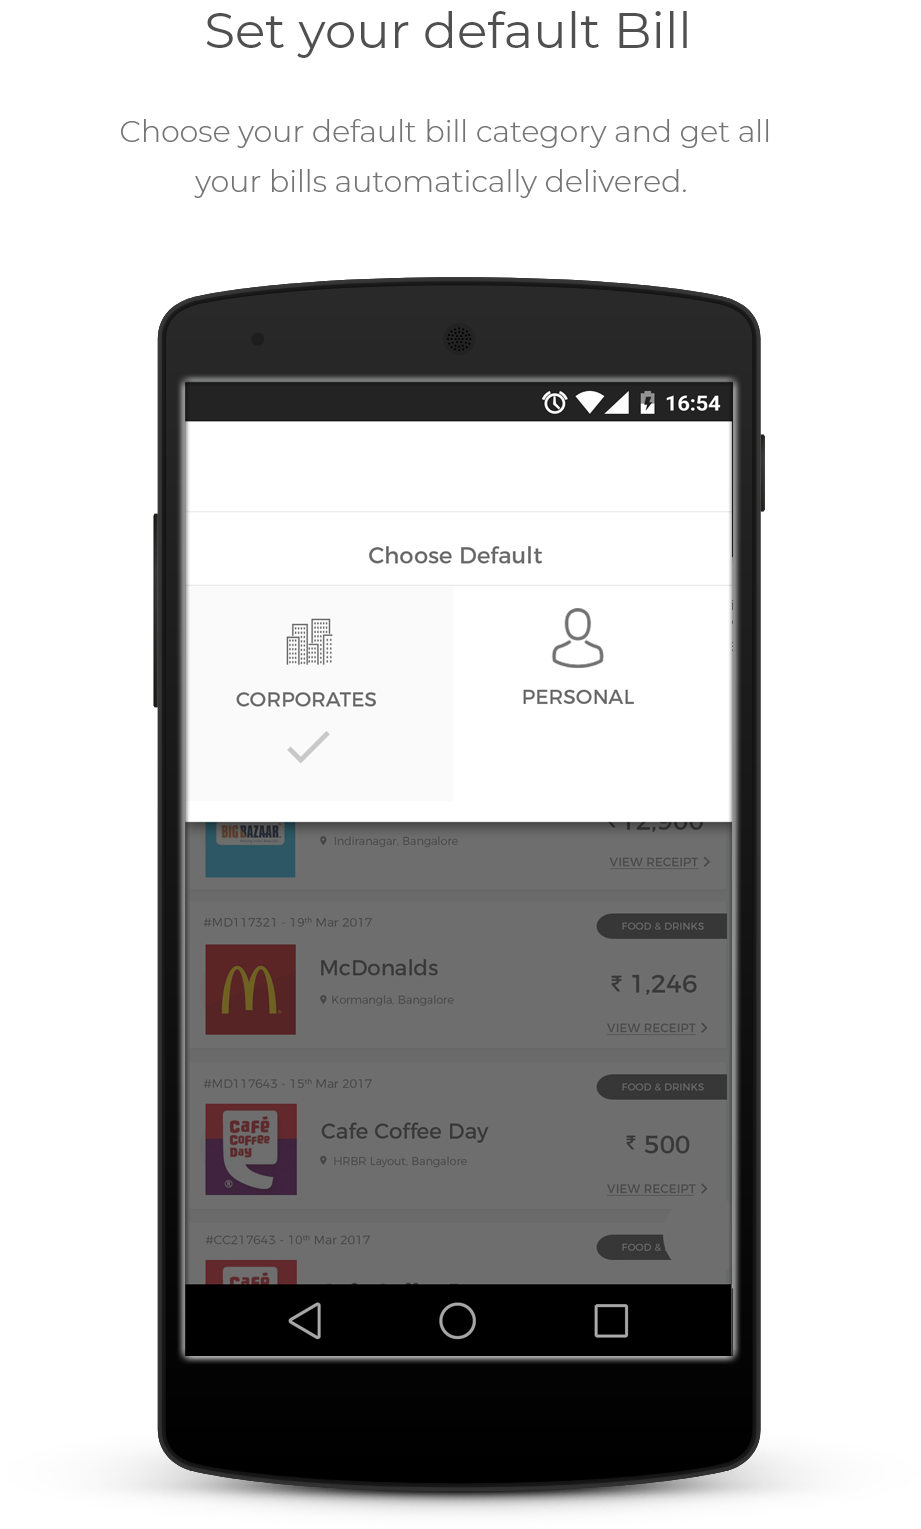 Set your default Bill
Choose your default bill category and get all
your bills automatically delivered.
16:54
Choose Default
CORPORATES
PERSONAL
BIG BAZAAR
Indiranagar, Bangalore
₹ 12,900
VIEW RECEIPT
#MD117321 - 19th Mar 2017
FOOD & DRINKS
McDonalds
₹ 1,246
Kormangla, Bangalore
VIEW RECEIPT
#MD117643 - 15th Mar 2017
FOOD & DRINKS
Café
Coffee
Day
®
Cafe Coffee Day
₹ 500
HRBR Layout, Bangalore
VIEW RECEIPT
#CC217643 - 10th Mar 2017
FOOD &
Café